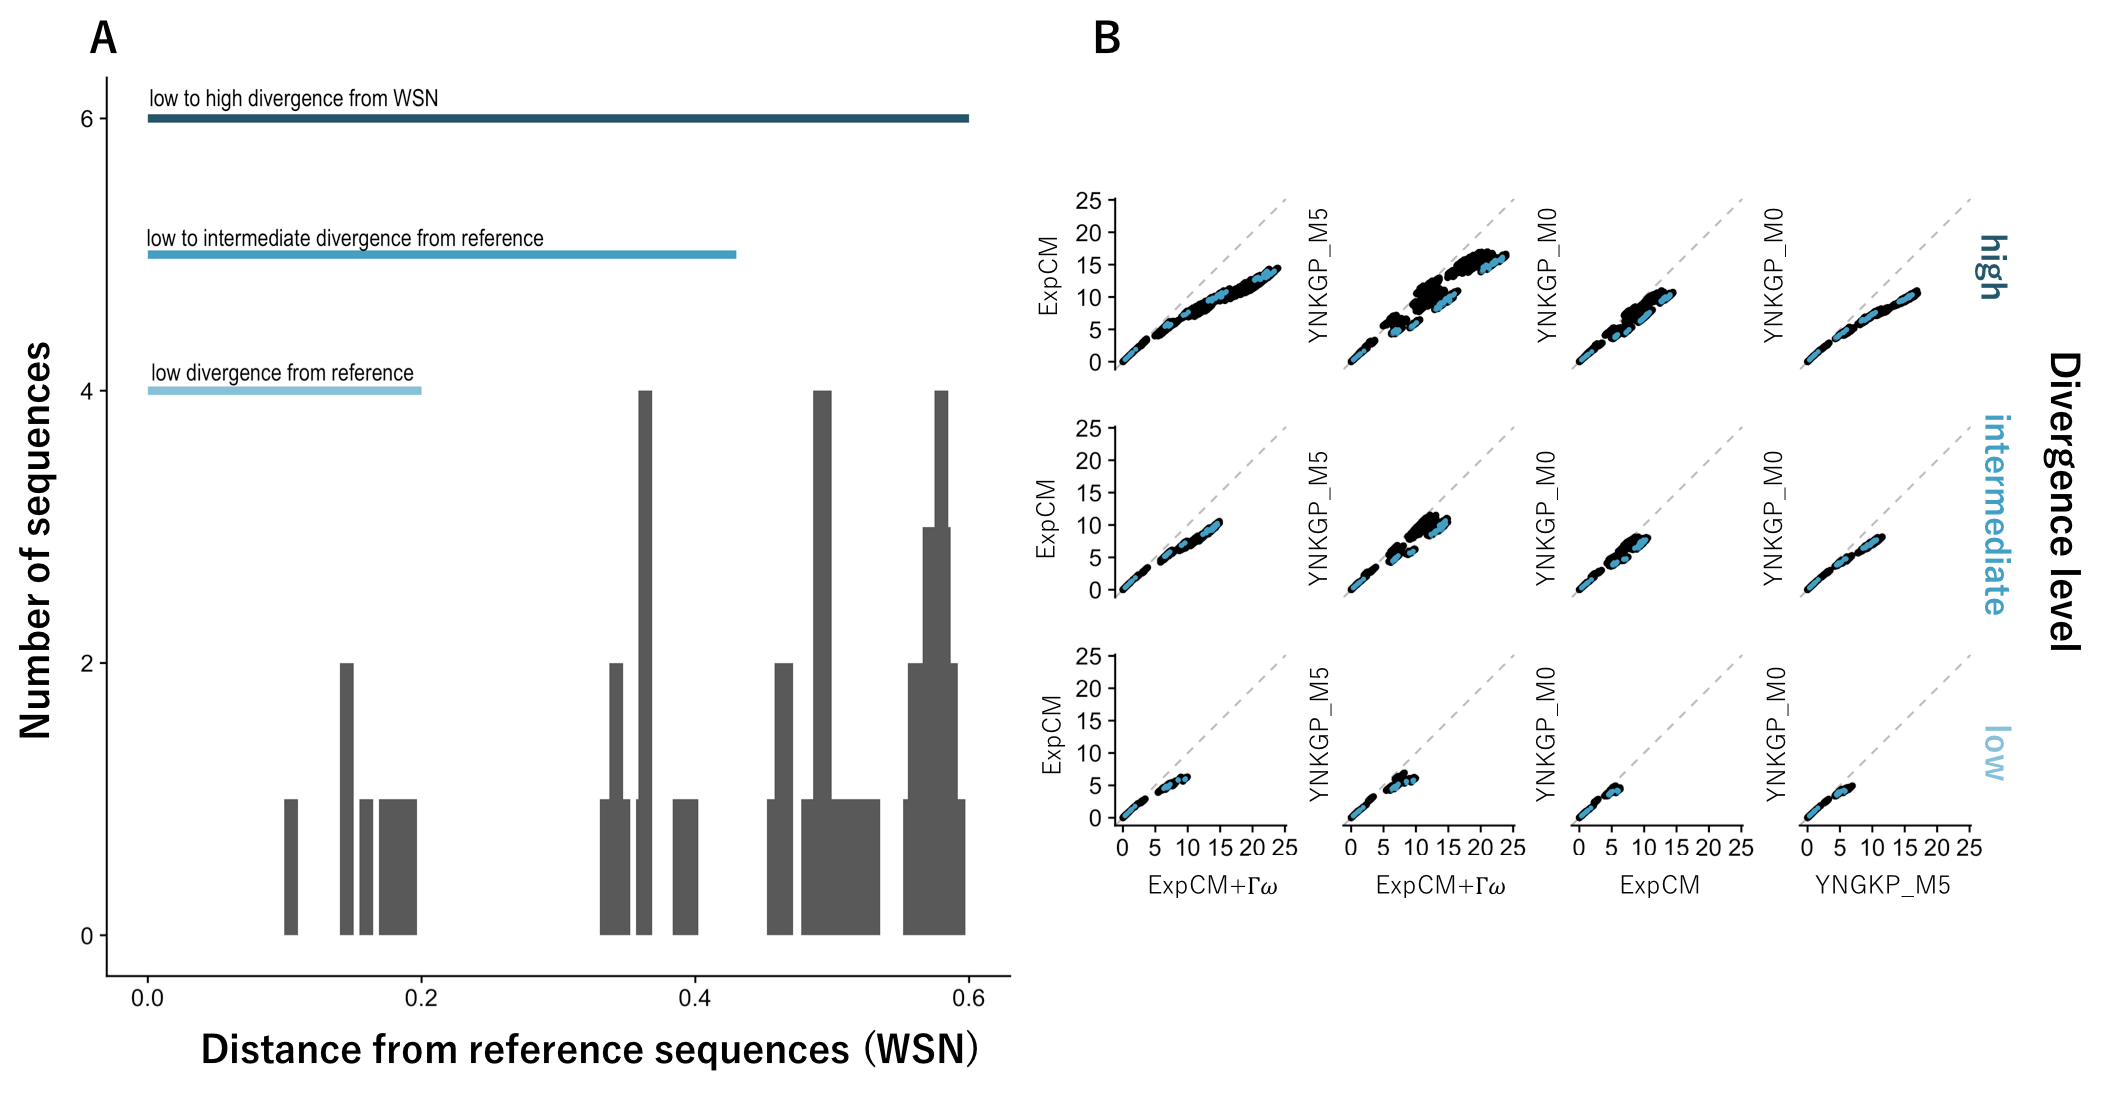 A
low to high divergence from WSN
low to intermediate divergence from reference
low divergence from reference
6
4
2
0
Number of sequences
0.0 0.2 0.4 0.6
Distance from reference sequences (WSN)
B
25
20
15
10
5
0
ExpCM
YNKGP_M5
YNKGP_M0
YNKGP_M0
high
25
20
15
10
5
0
ExpCM
YNKGP_M5
YNKGP_M0
YNKGP_M0
intermediate
25
20
15
10
5
0
ExpCM
YNKGP_M5
YNKGP_M0
YNKGP_M0
low
0 5 10 15 20 25
0 5 10 15 20 25
0 5 10 15 20 25
0 5 10 15 20 25
ExpCM+Γω
ExpCM+Γω
ExpCM
YNGKP_M5
Divergence level